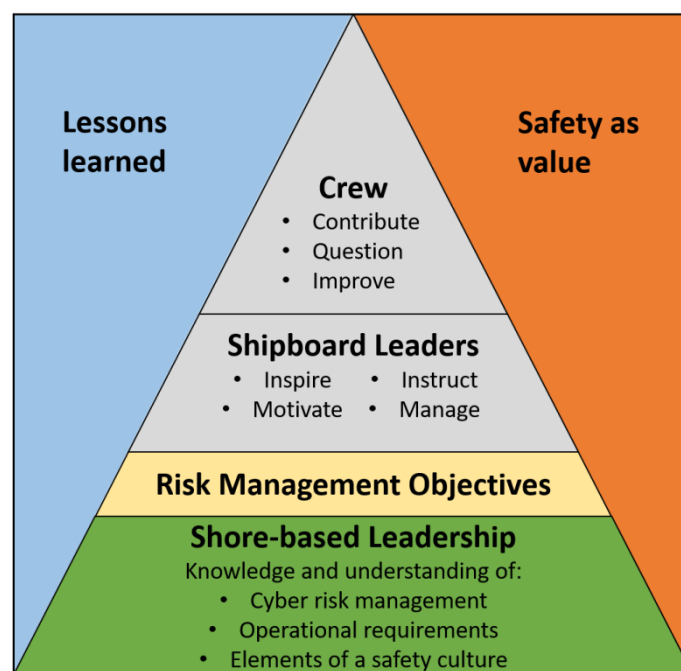 Lessons
learned
Safety as
value
Crew
• Contribute
• Question
• Improve
Shipboard Leaders
• Inspire • Instruct
• Motivate • Manage
Risk Management Objectives
Shore-based Leadership
Knowledge and understanding of:
• Cyber risk management
• Operational requirements
• Elements of a safety culture